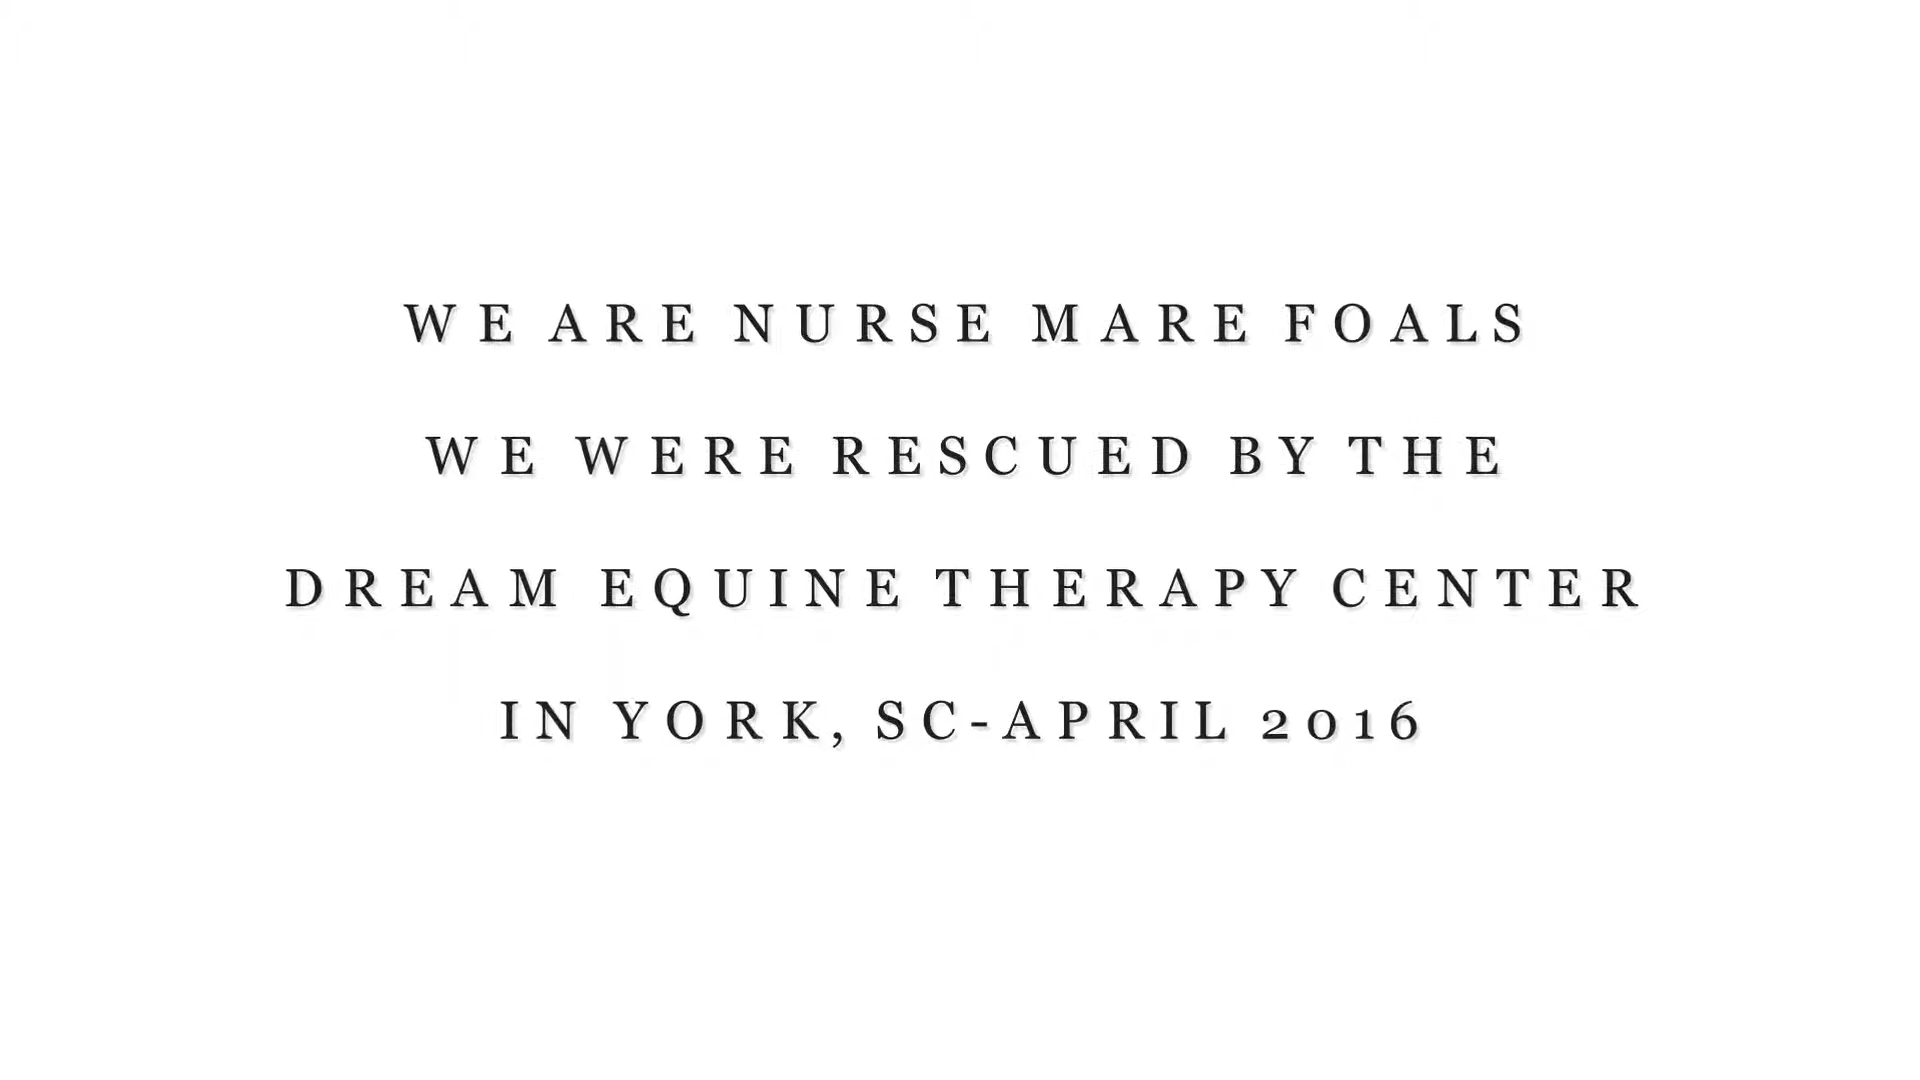 WE ARE NURSE MARE FOALS
WE WERE RESCUED BY THE
DREAM EQUINE THERAPY CENTER
IN YORK, SC-APRIL 2016